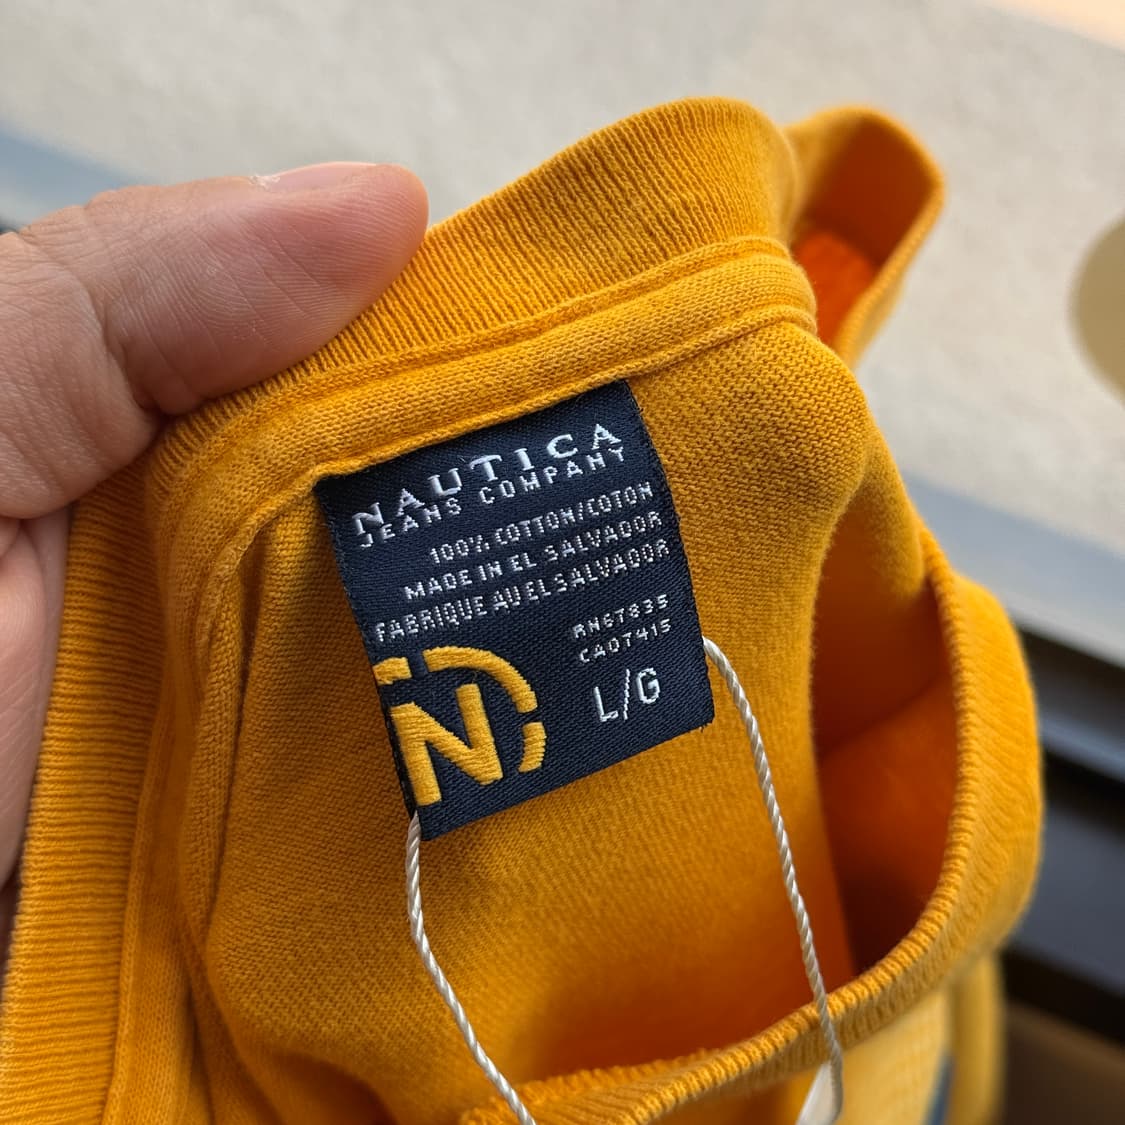 NAUTICA
JEANS COMPANY
100% COTTON/COTON
MADE IN EL SALVADOR
FABRIQUE AU EL SALVADOR
RN67835
CA07415
N
L/G